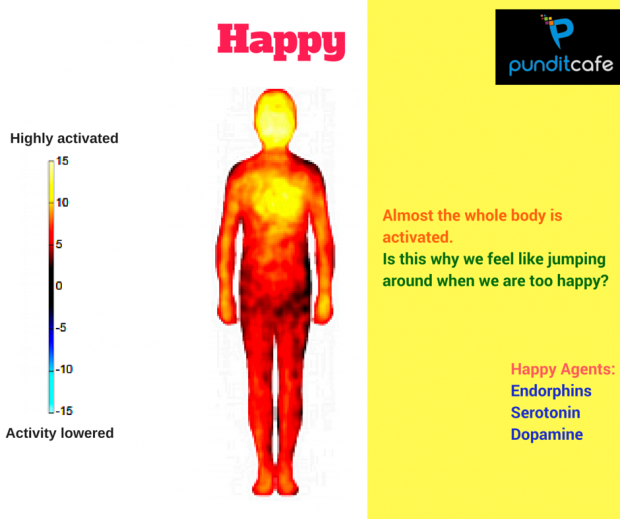 Happy
punditcafe
Highly activated
15
10
5
0
-5
-10
-15
Activity lowered
Almost the whole body is
activated.
Is this why we feel like jumping
around when we are too happy?
Happy Agents:
Endorphins
Serotonin
Dopamine